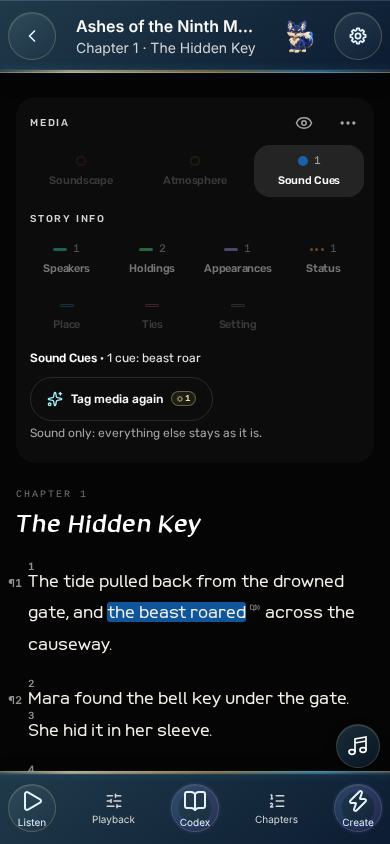 Ashes of the Ninth M...
Chapter 1 · The Hidden Key
MEDIA
Soundscape
Atmosphere
1
Sound Cues
STORY INFO
1
Speakers
2
Holdings
1
Appearances
1
Status
Place
Ties
Setting
Sound Cues • 1 cue: beast roar
Tag media again 1
Sound only: everything else stays as it is.
CHAPTER 1
The Hidden Key
1
¶1 The tide pulled back from the drowned
gate, and the beast roared across the
causeway.
2
¶2 Mara found the bell key under the gate.
3
She hid it in her sleeve.
4
Listen
Playback
Codex
Chapters
Create